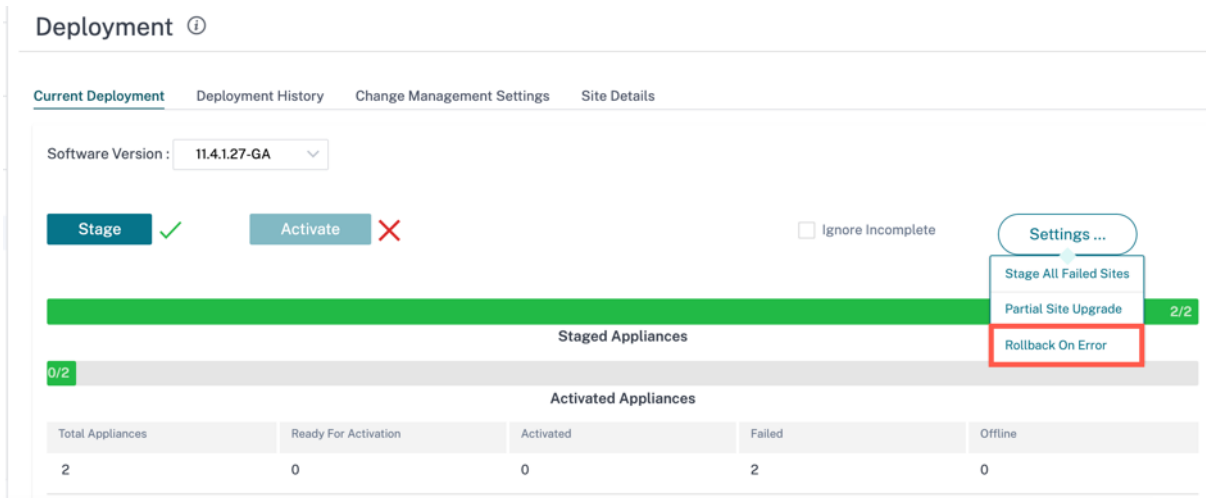 Deployment
Current Deployment Deployment History Change Management Settings Site Details
Software Version : 11.4.1.27-GA
Stage Activate Ignore Incomplete Settings ...
Stage All Failed Sites
Partial Site Upgrade
2/2
Staged Appliances
Rollback On Error
0/2
Activated Appliances
Total Appliances Ready For Activation Activated Failed Offline
2 0 0 2 0